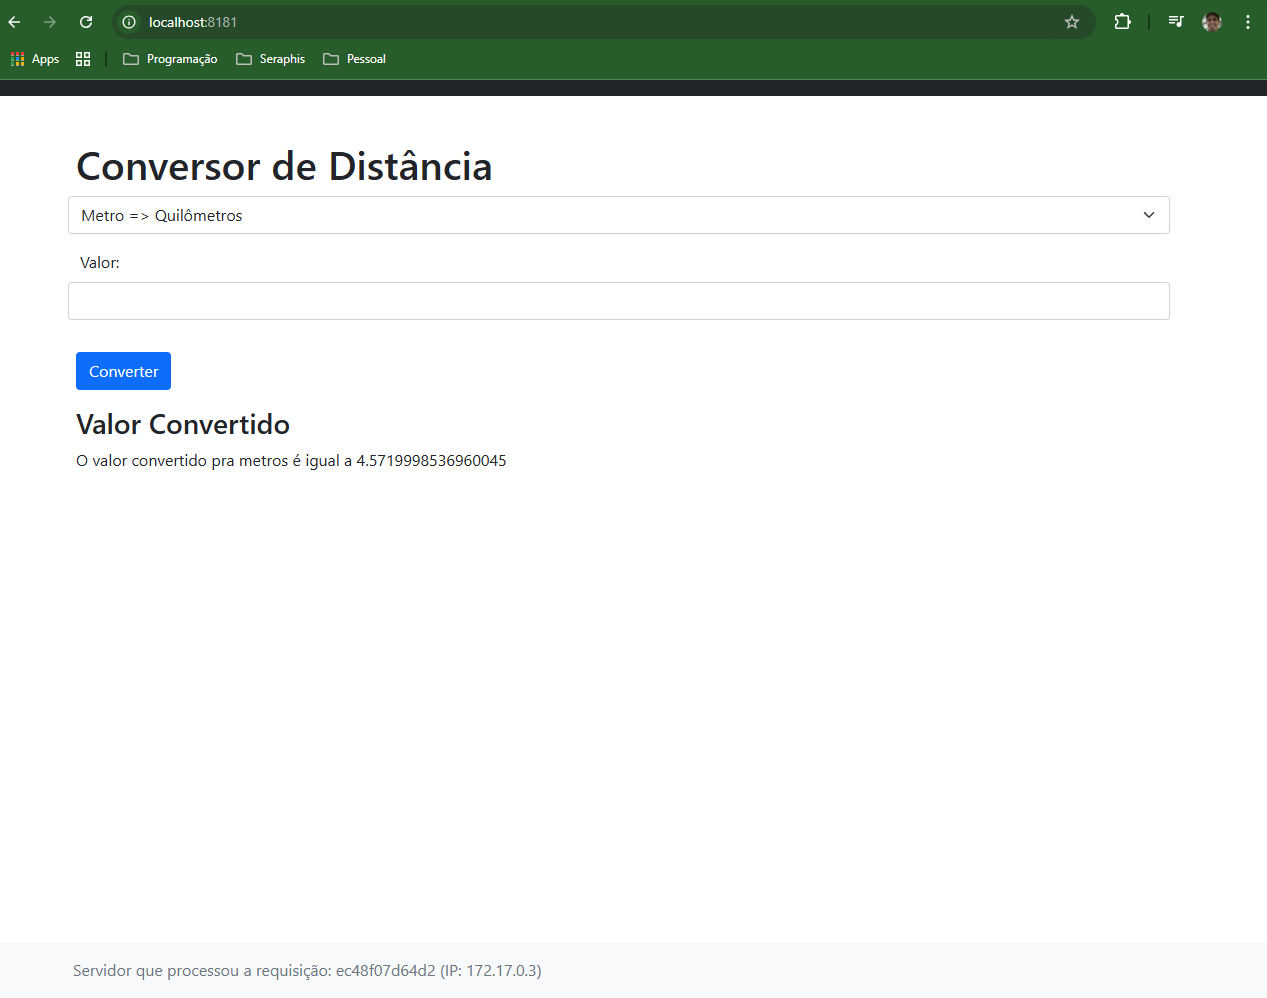 localhost:8181
Apps Programação Seraphis Pessoal
Conversor de Distância
Metro => Quilômetros
Valor:
Converter
Valor Convertido
O valor convertido pra metros é igual a 4.5719998536960045
Servidor que processou a requisição: ec48f07d64d2 (IP: 172.17.0.3)